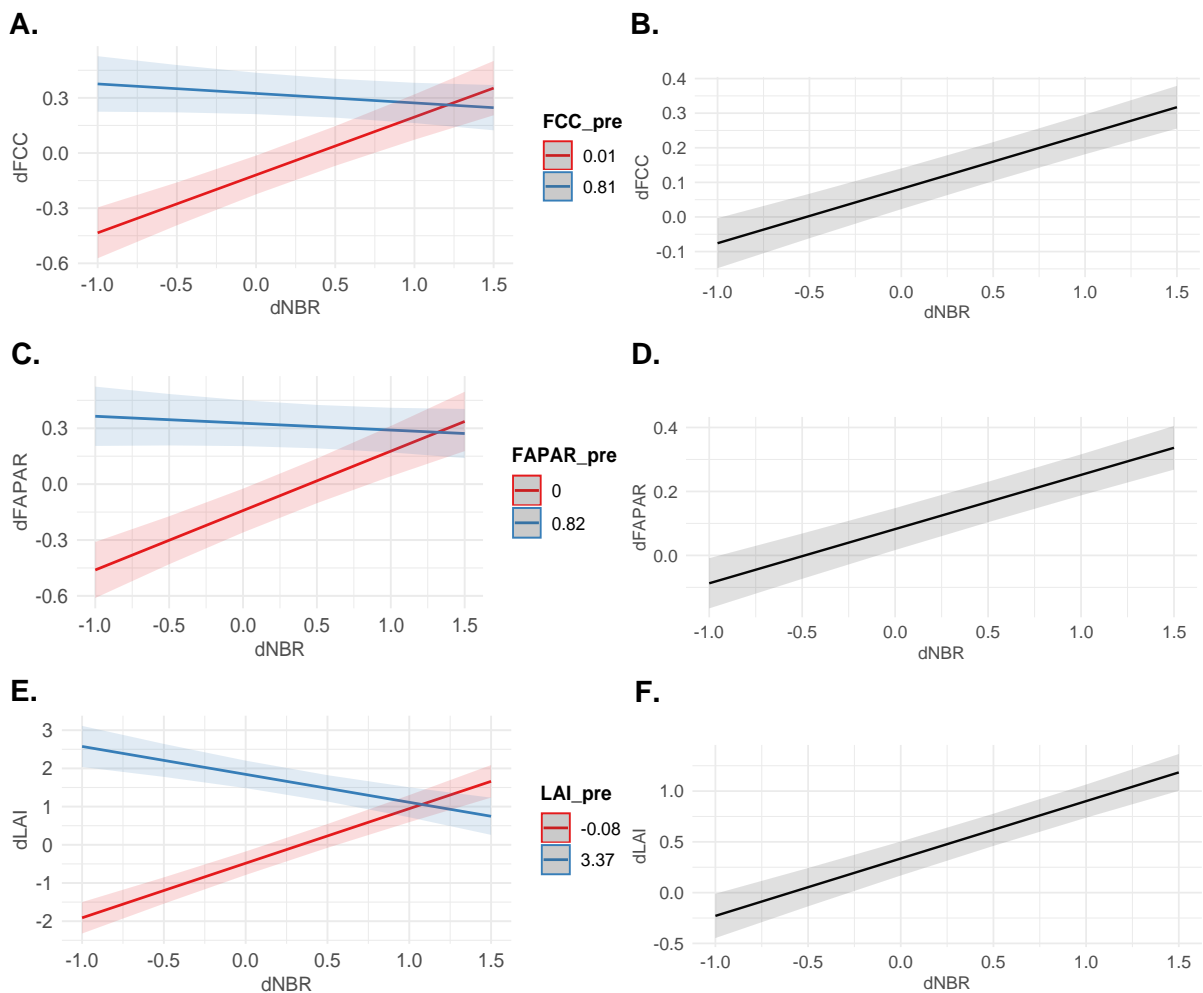 A.
dFCC
0.3
0.0
-0.3
-0.6
-1.0 -0.5 0.0 0.5 1.0 1.5
dNBR
FCC_pre
0.01
0.81
B.
dFCC
0.4
0.3
0.2
0.1
0.0
-0.1
-1.0 -0.5 0.0 0.5 1.0 1.5
dNBR
C.
dFAPAR
0.3
0.0
-0.3
-0.6
-1.0 -0.5 0.0 0.5 1.0 1.5
dNBR
FAPAR_pre
0
0.82
D.
dFAPAR
0.4
0.2
0.0
-1.0 -0.5 0.0 0.5 1.0 1.5
dNBR
E.
dLAI
3
2
1
0
-1
-2
-1.0 -0.5 0.0 0.5 1.0 1.5
dNBR
LAI_pre
-0.08
3.37
F.
dLAI
1.0
0.5
0.0
-0.5
-1.0 -0.5 0.0 0.5 1.0 1.5
dNBR